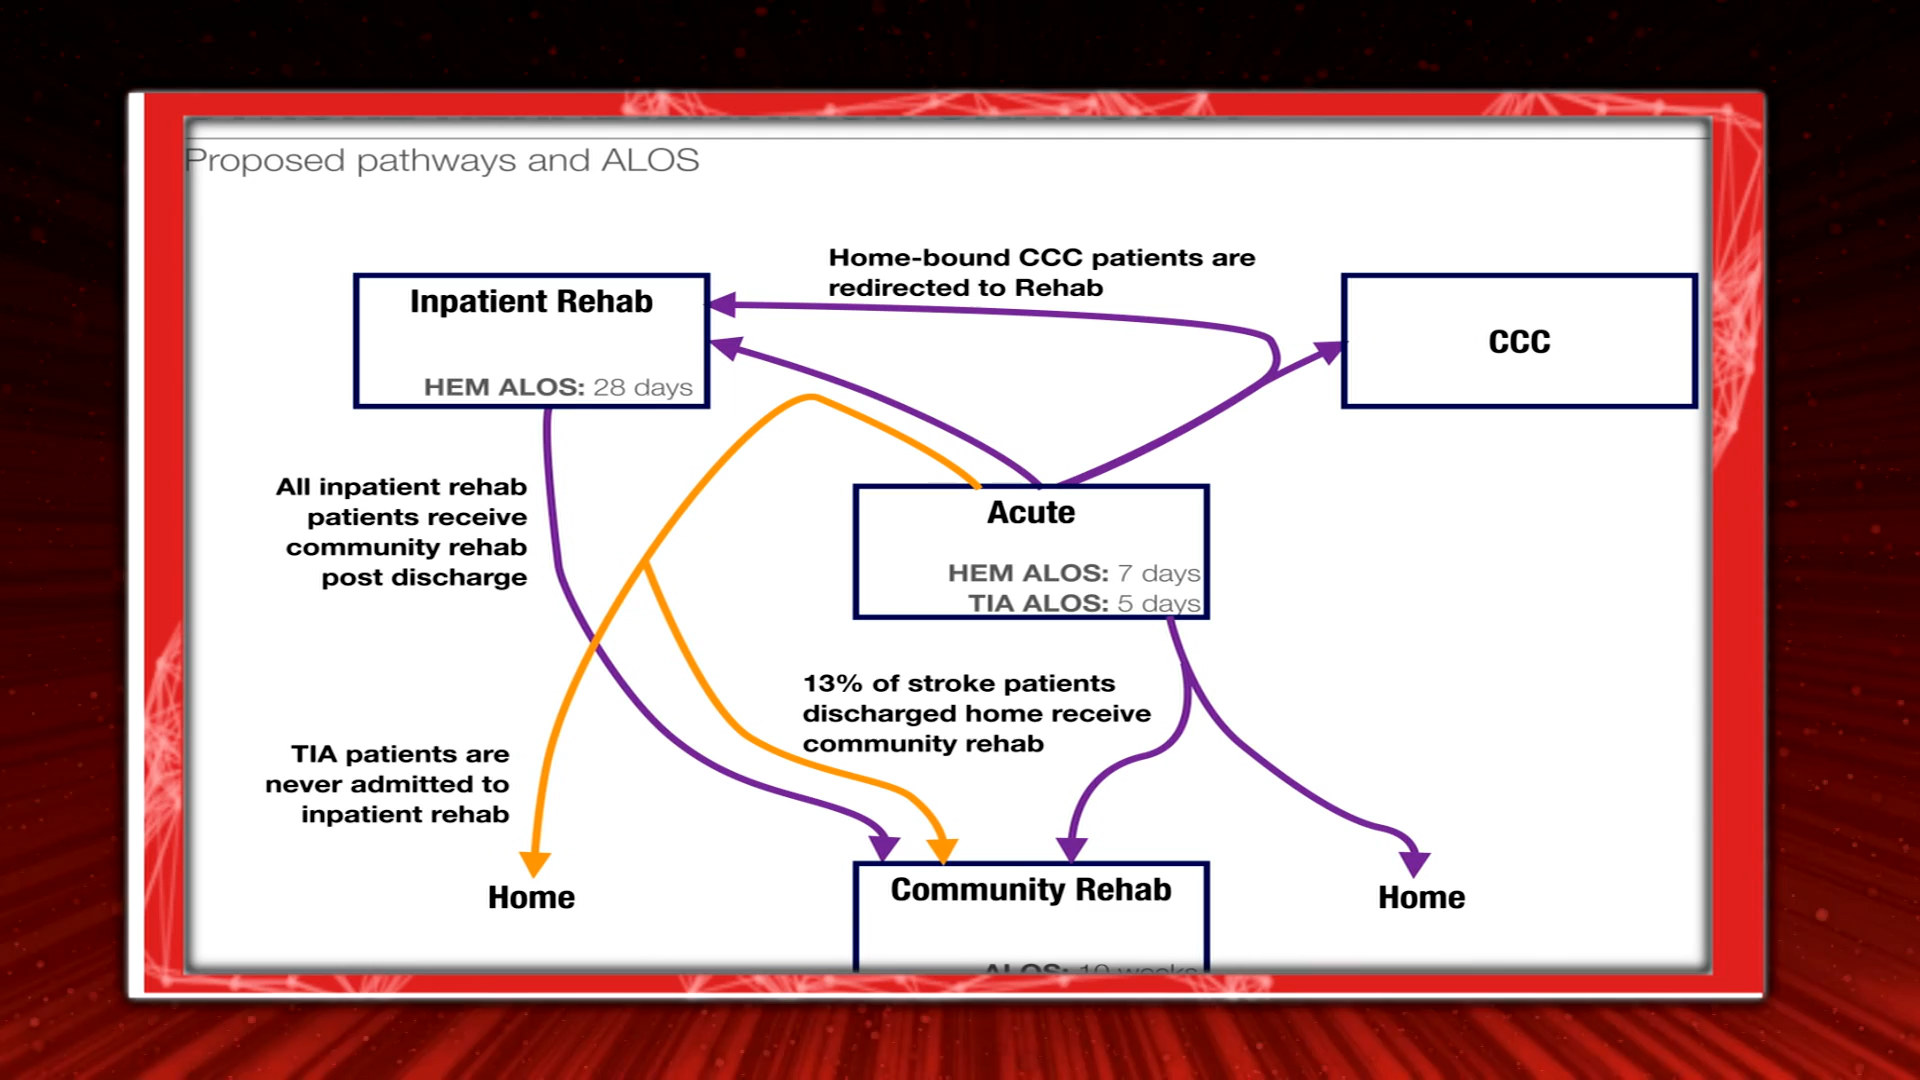 Proposed pathways and ALOS
Home-bound CCC patients are
redirected to Rehab
Inpatient Rehab
HEM ALOS: 28 days
CCC
All inpatient rehab
patients receive
community rehab
post discharge
Acute
HEM ALOS: 7 days
TIA ALOS: 5 days
13% of stroke patients
discharged home receive
community rehab
TIA patients are
never admitted to
inpatient rehab
Home
Community Rehab
Home
ALOS: 10 weeks